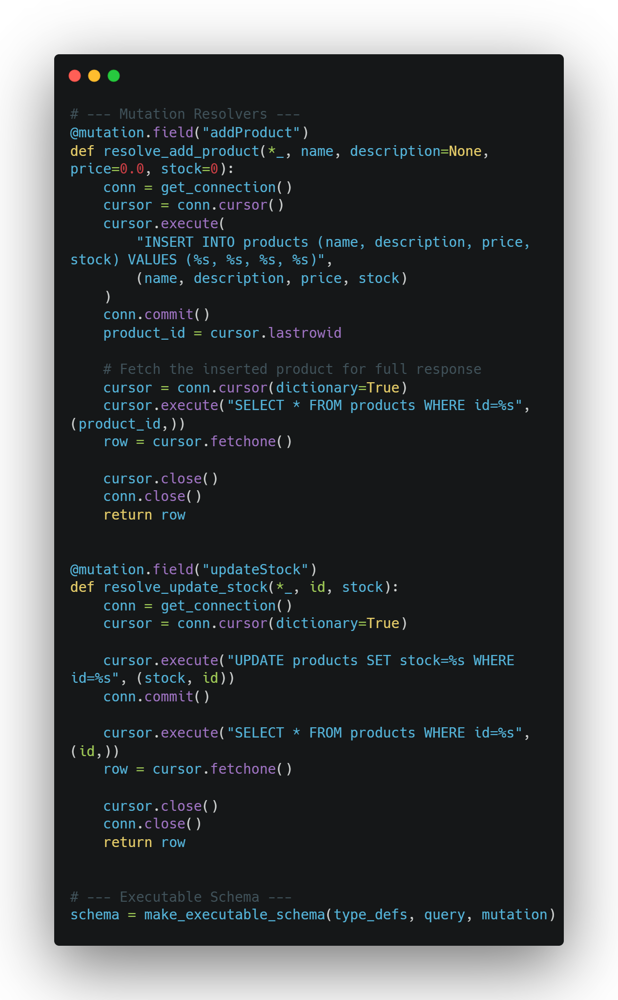 # --- Mutation Resolvers ---
@mutation.field("addProduct")
def resolve_add_product(*_, name, description=None,
price=0.0, stock=0):
    conn = get_connection()
    cursor = conn.cursor()
    cursor.execute(
        "INSERT INTO products (name, description, price,
stock) VALUES (%s, %s, %s, %s)",
        (name, description, price, stock)
    )
    conn.commit()
    product_id = cursor.lastrowid

    # Fetch the inserted product for full response
    cursor = conn.cursor(dictionary=True)
    cursor.execute("SELECT * FROM products WHERE id=%s",
(product_id,))
    row = cursor.fetchone()

    cursor.close()
    conn.close()
    return row


@mutation.field("updateStock")
def resolve_update_stock(*_, id, stock):
    conn = get_connection()
    cursor = conn.cursor(dictionary=True)

    cursor.execute("UPDATE products SET stock=%s WHERE
id=%s", (stock, id))
    conn.commit()

    cursor.execute("SELECT * FROM products WHERE id=%s",
(id,))
    row = cursor.fetchone()

    cursor.close()
    conn.close()
    return row


# --- Executable Schema ---
schema = make_executable_schema(type_defs, query, mutation)